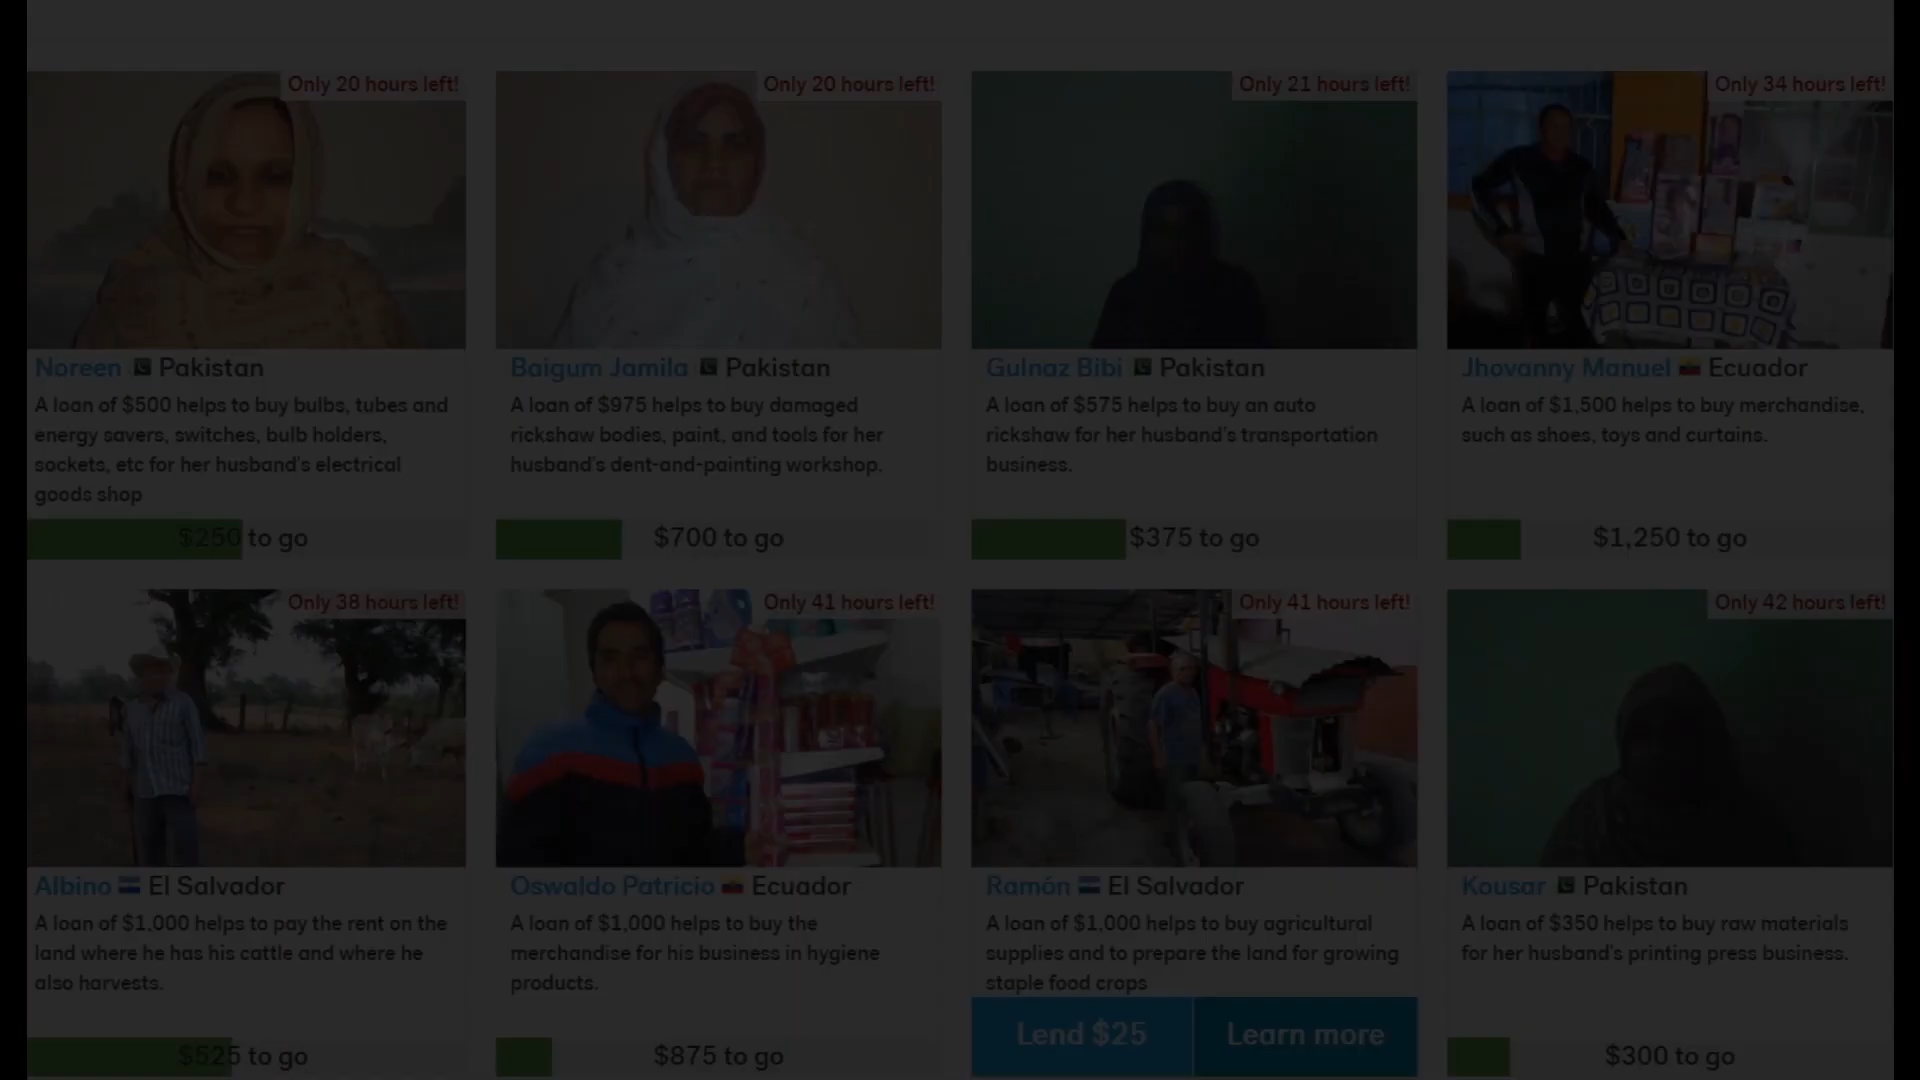 Only 20 hours left!
Noreen Pakistan
A loan of $500 helps to buy bulbs, tubes and
energy savers, switches, bulb holders,
sockets, etc for her husband's electrical
goods shop
$250 to go
Only 20 hours left!
Baigum Jamila Pakistan
A loan of $975 helps to buy damaged
rickshaw bodies, paint, and tools for her
husband's dent-and-painting workshop.
$700 to go
Only 21 hours left!
Gulnaz Bibi Pakistan
A loan of $575 helps to buy an auto
rickshaw for her husband's transportation
business.
$375 to go
Only 34 hours left!
Jhovanny Manuel Ecuador
A loan of $1,500 helps to buy merchandise,
such as shoes, toys and curtains.
$1,250 to go
Only 38 hours left!
Albino El Salvador
A loan of $1,000 helps to pay the rent on the
land where he has his cattle and where he
also harvests.
$525 to go
Only 41 hours left!
Oswaldo Patricio Ecuador
A loan of $1,000 helps to buy the
merchandise for his business in hygiene
products.
$875 to go
Only 41 hours left!
Ramón El Salvador
A loan of $1,000 helps to buy agricultural
supplies and to prepare the land for growing
staple food crops
Lend $25 Learn more
Only 42 hours left!
Kousar Pakistan
A loan of $350 helps to buy raw materials
for her husband's printing press business.
$300 to go